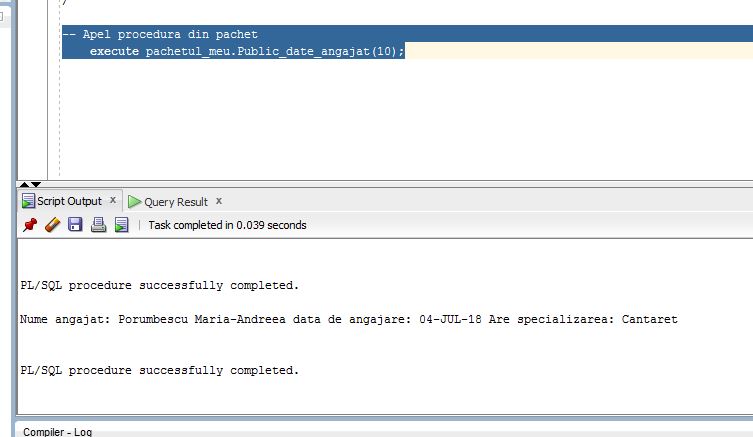 /
-- Apel procedura din pachet
execute pachetul_meu.Public_date_angajat(10);
Script Output x Query Result x
Task completed in 0.039 seconds
PL/SQL procedure successfully completed.
Nume angajat: Porumbescu Maria-Andreea data de angajare: 04-JUL-18 Are specializarea: Cantaret
PL/SQL procedure successfully completed.
Compiler - Log